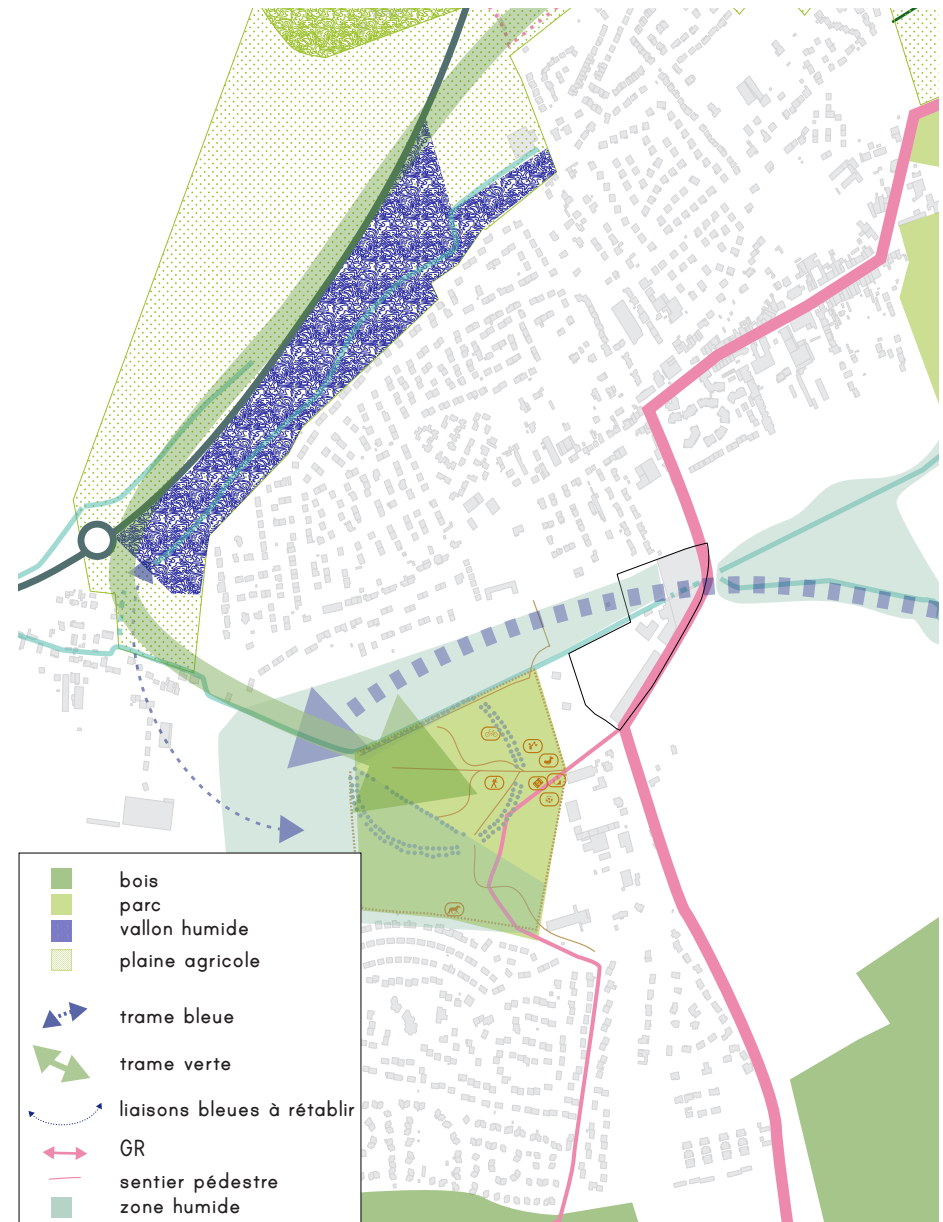 bois
parc
vallon humide
plaine agricole
trame bleue
trame verte
liaisons bleues à rétablir
GR
sentier pédestre
zone humide